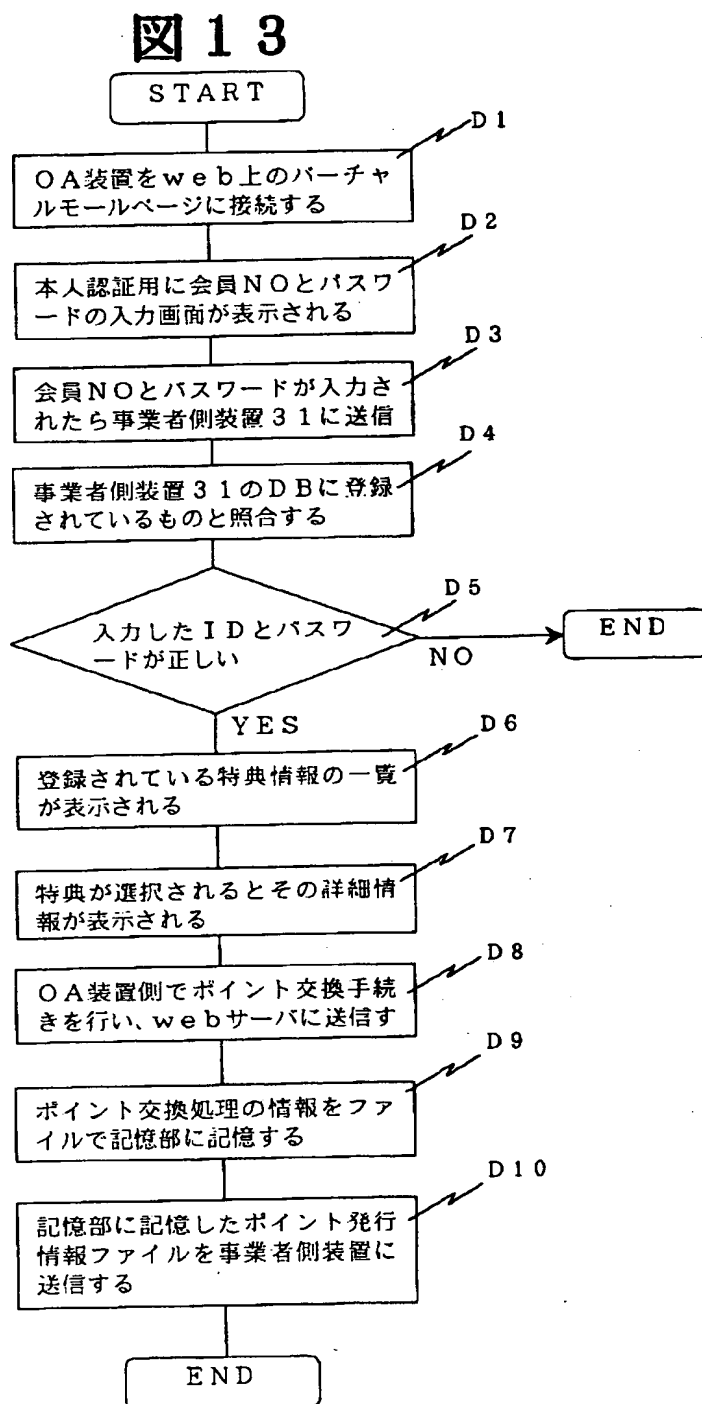 図13
START
D1
OA装置をweb上のバーチャ
ルモールページに接続する
D2
本人認証用に会員NOとパスワ
ードの入力画面が表示される
D3
会員NOとパスワードが入力さ
れたら事業者側装置31に送信
D4
事業者側装置31のDBに登録
されているものと照合する
D5
入力したIDとパスワ
ードが正しい
NO
END
YES
D6
登録されている特典情報の一覧
が表示される
D7
特典が選択されるとその詳細情
報が表示される
D8
OA装置側でポイント交換手続
きを行い、webサーバに送信す
D9
ポイント交換処理の情報をファ
イルで記憶部に記憶する
D10
記憶部に記憶したポイント発行
情報ファイルを事業者側装置に
送信する
END